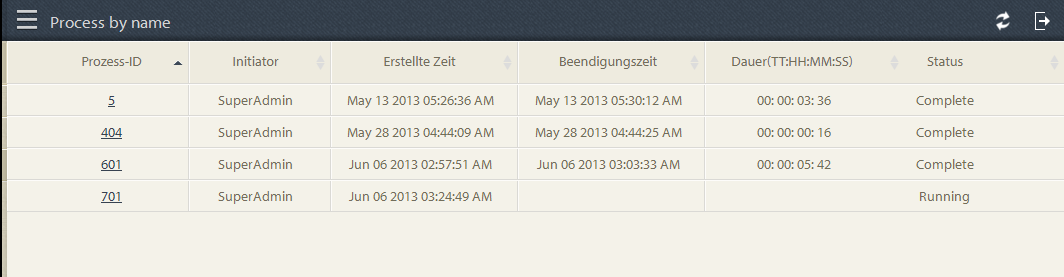 Process by name
Prozess-ID Initiator Erstellte Zeit Beendigungszeit Dauer(TT:HH:MM:SS) Status
5 SuperAdmin May 13 2013 05:26:36 AM May 13 2013 05:30:12 AM 00: 00: 03: 36 Complete
404 SuperAdmin May 28 2013 04:44:09 AM May 28 2013 04:44:25 AM 00: 00: 00: 16 Complete
601 SuperAdmin Jun 06 2013 02:57:51 AM Jun 06 2013 03:03:33 AM 00: 00: 05: 42 Complete
701 SuperAdmin Jun 06 2013 03:24:49 AM Running